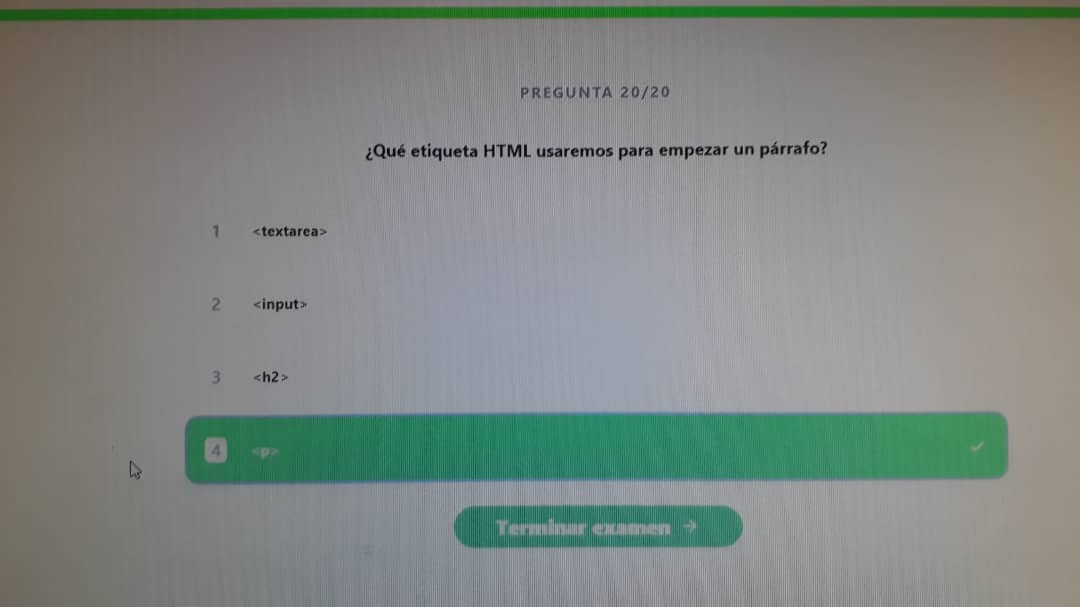 PREGUNTA 20/20
¿Qué etiqueta HTML usaremos para empezar un párrafo?
1 <textarea>
2 <input>
3 <h2>
4 <p>
Terminar examen →